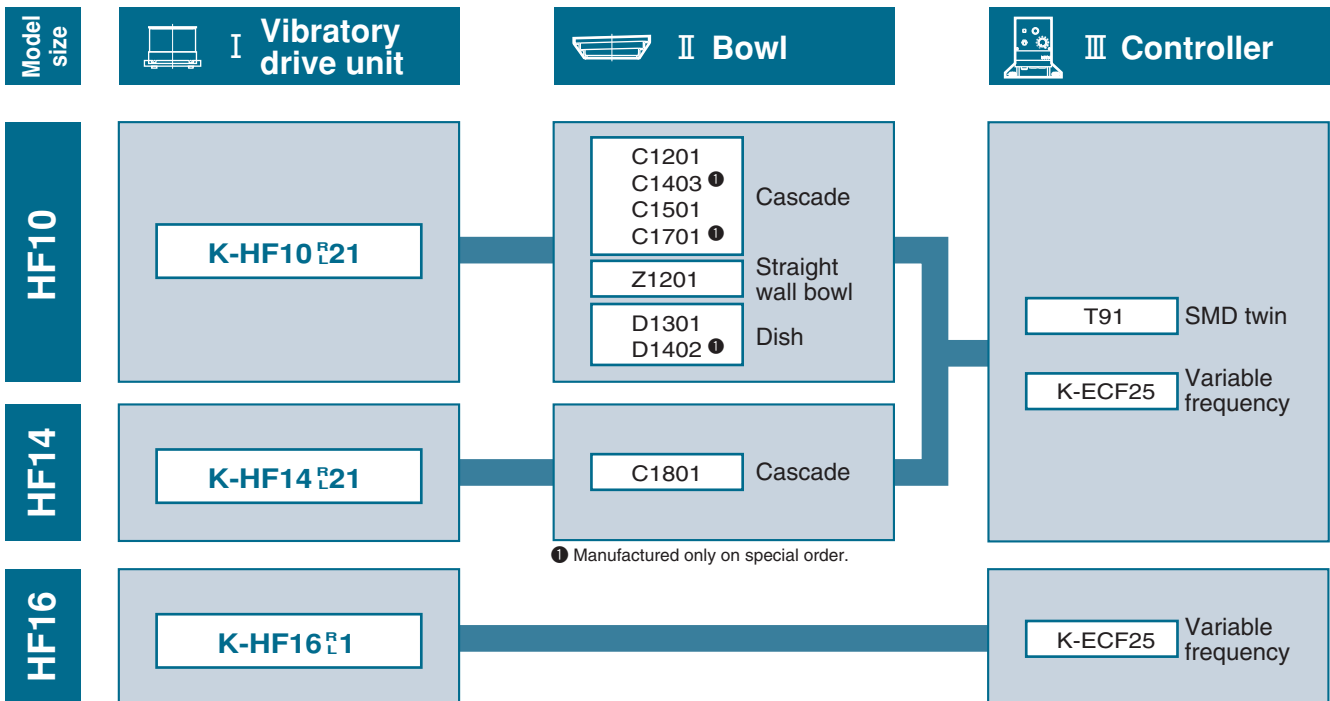 Model size
Ⅰ Vibratory drive unit
Ⅱ Bowl
Ⅲ Controller
HF10
K-HF10 R L 21
C1201
C1403 ❶
C1501
C1701 ❶
Cascade
Z1201
Straight wall bowl
D1301
D1402 ❶
Dish
T91
SMD twin
K-ECF25
Variable frequency
HF14
K-HF14 R L 21
C1801
Cascade
❶ Manufactured only on special order.
HF16
K-HF16 R L 1
K-ECF25
Variable frequency